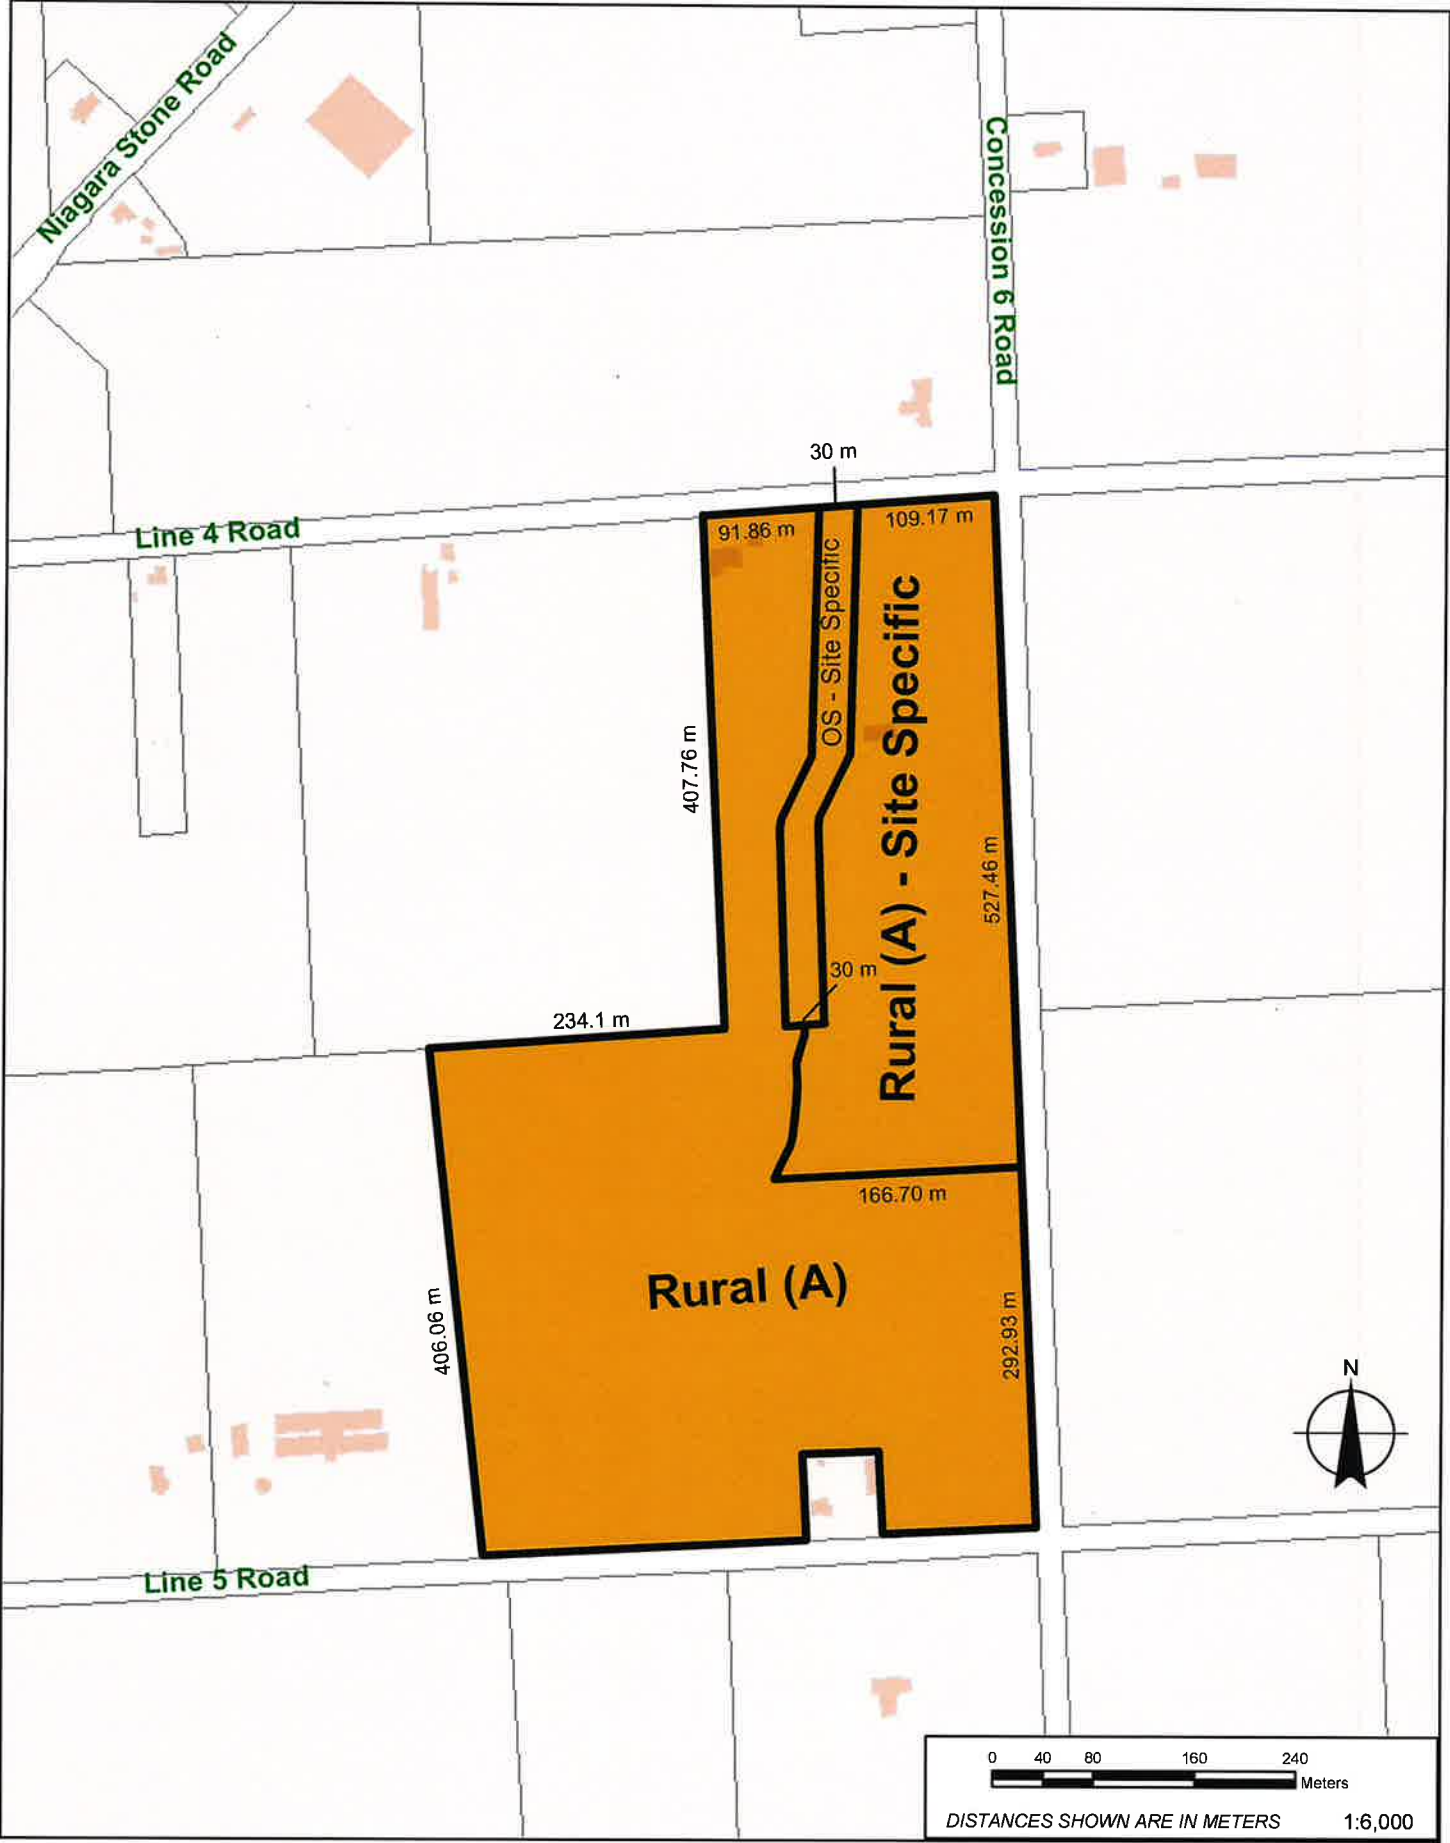 Niagara Stone Road
Concession 6 Road
30 m
Line 4 Road
91.86 m
109.17 m
OS - Site Specific
Rural (A) - Site Specific
407.76 m
527.46 m
30 m
234.1 m
166.70 m
Rural (A)
406.06 m
292.93 m
N
Line 5 Road
0 40 80 160 240
Meters
DISTANCES SHOWN ARE IN METERS 1:6,000